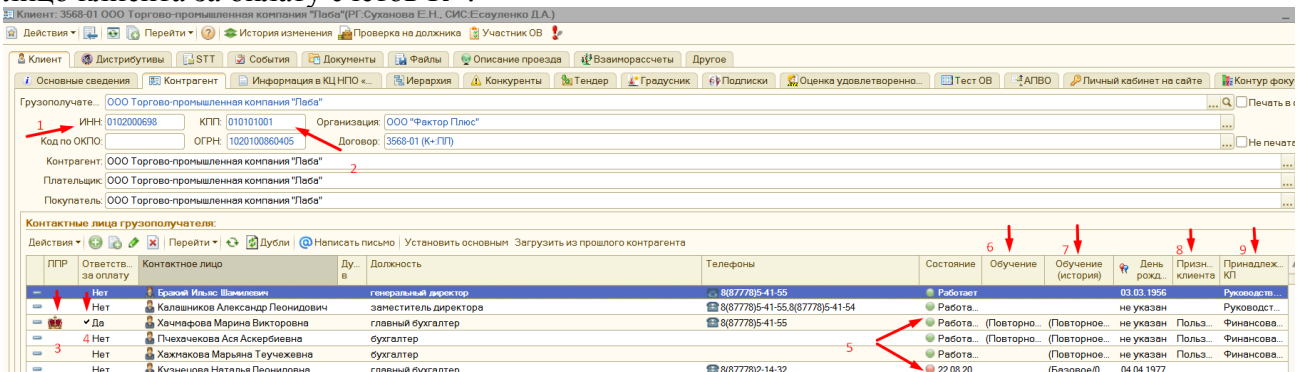 Клиент: 3568-01 ООО Торгово-промышленная компания "Лаба"(РГ:Суханова Е.Н., СИС:Есауленко Д.А.)
Действия Перейти История изменения Проверка на должника Участник ОВ
Клиент Дистрибутивы STT События Документы Файлы Описание проезда Взаиморассчеты Другое
Основные сведения Контрагент Информация в КЦ НПО «... Иерархия Конкуренты Тендер Градусник Подписки Оценка удовлетворенно... Тест ОВ АПВО Личный кабинет на сайте Контур фоку
Грузополучате... ООО Торгово-промышленная компания "Лаба" ... Печать в
1 ИНН: 0102000698 КПП: 010101001 Организация: ООО "Фактор Плюс" ...
Код по ОКПО: ОГРН: 1020100860405 Договор: 3568-01 (К+:ПП) ... Не печата
Контрагент: ООО Торгово-промышленная компания "Лаба" ...
2
Плательщик: ООО Торгово-промышленная компания "Лаба" ...
Покупатель: ООО Торгово-промышленная компания "Лаба" ...
Контактные лица грузополучателя:
Действия Перейти Дубли Написать письмо Установить основным Загрузить из прошлого контрагента
6 7 8 9
ППР Ответств... за оплату Контактное лицо Ду... в Должность Телефоны Состояние Обучение Обучение (история) День рожд... Призн... клиента Принадлеж... КП
Нет Бракий Ильяс Шамилевич генеральный директор 8(87778)5-41-55 Работает 03.03.1956 Руководств...
Нет Калашников Александр Леонидович заместитель директора 8(87778)5-41-55,8(87778)5-41-54 Работа... не указан Руководст...
Да Хачмафова Марина Викторовна главный бухгалтер 8(87778)5-41-55 Работа... (Повторно... (Повторное... не указан Польз... Финансова...
4 Нет Пчехачекова Ася Аскербиевна бухгалтер Работа... (Повторно... (Повторное... не указан Польз... Финансова...
3 Нет Хажмакова Марьяна Теучежевна бухгалтер 5 Работа... (Повторное... не указан Польз... Финансова...
Нет Кузнецова Наталья Леонидовна главный бухгалтер 8(87778)2-14-32 22.08.20... (Базовое/0... 04.04.1977